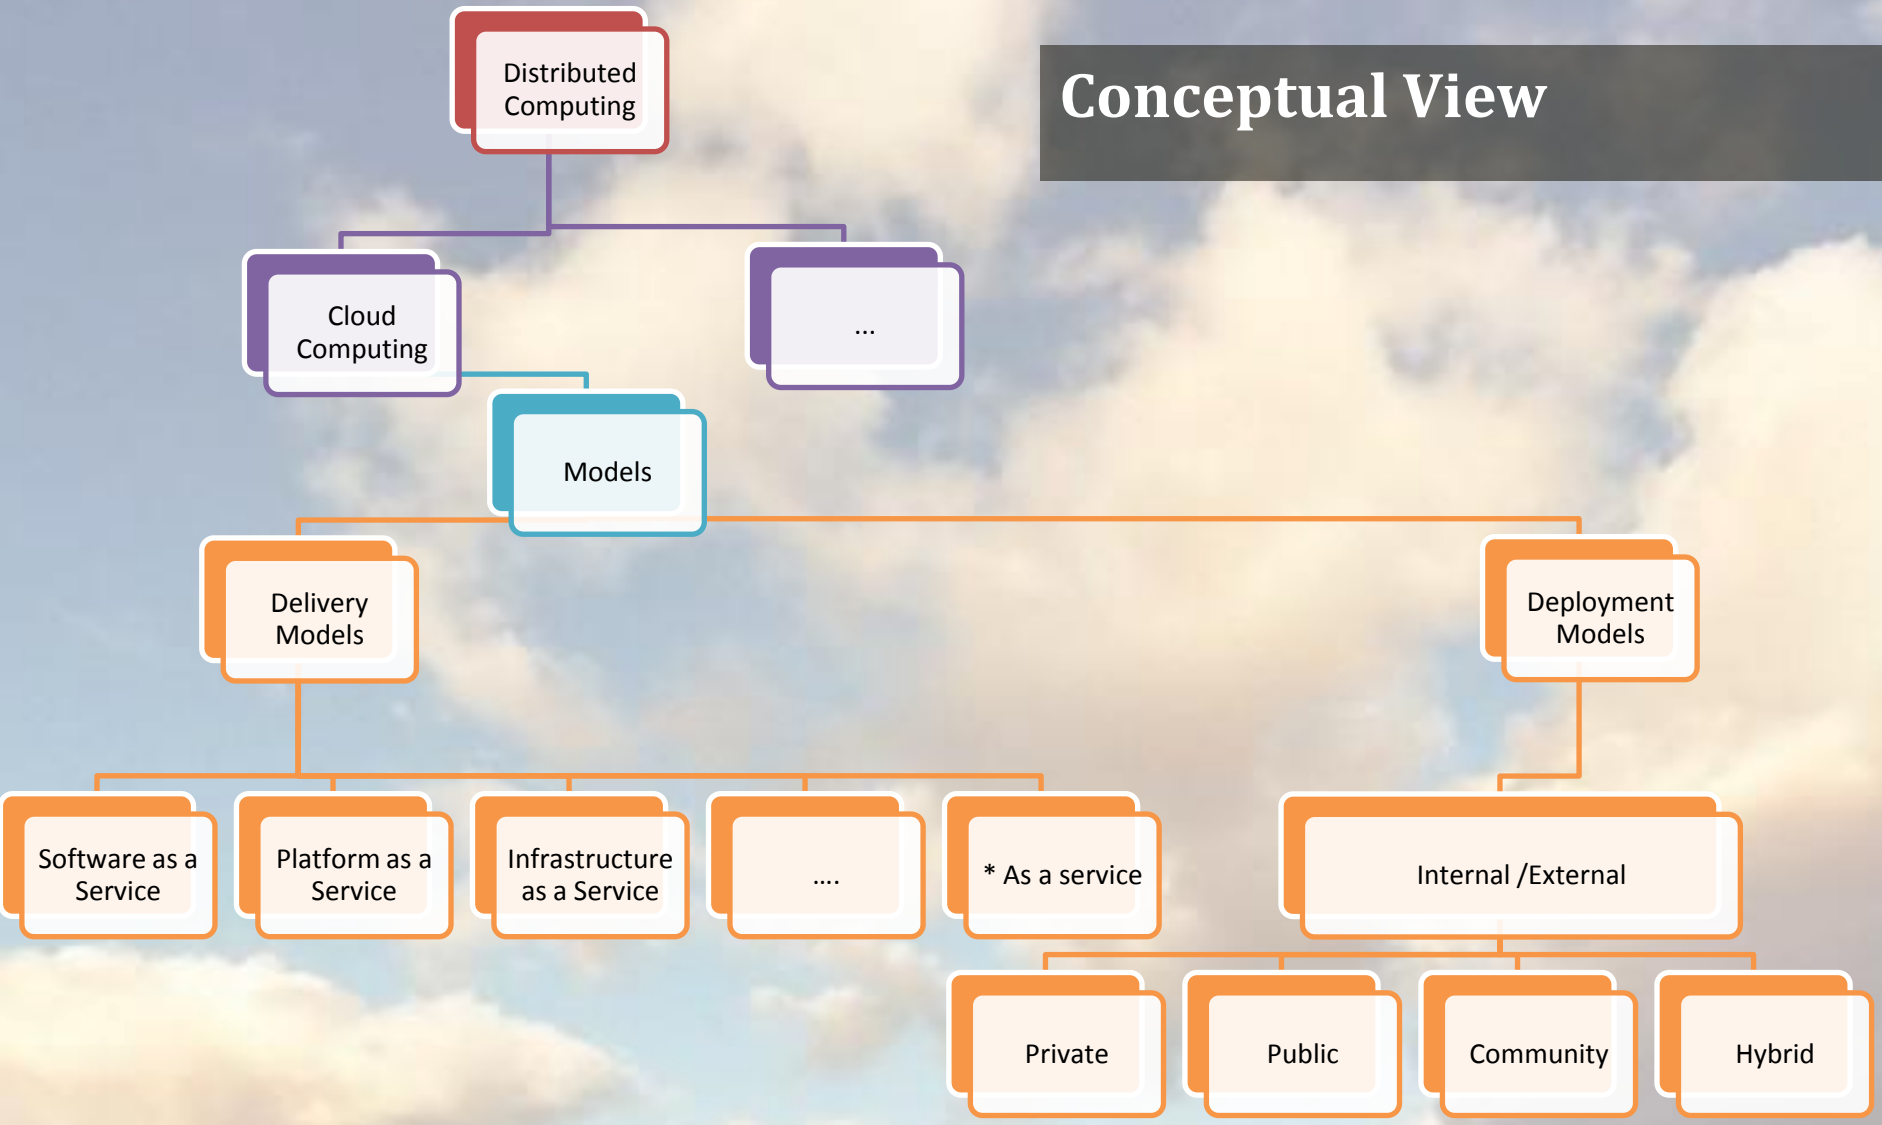 Conceptual View
Distributed
Computing
Cloud
Computing
...
Models
Delivery
Models
Deployment
Models
Software as a
Service
Platform as a
Service
Infrastructure
as a Service
....
* As a service
Internal /External
Private
Public
Community
Hybrid